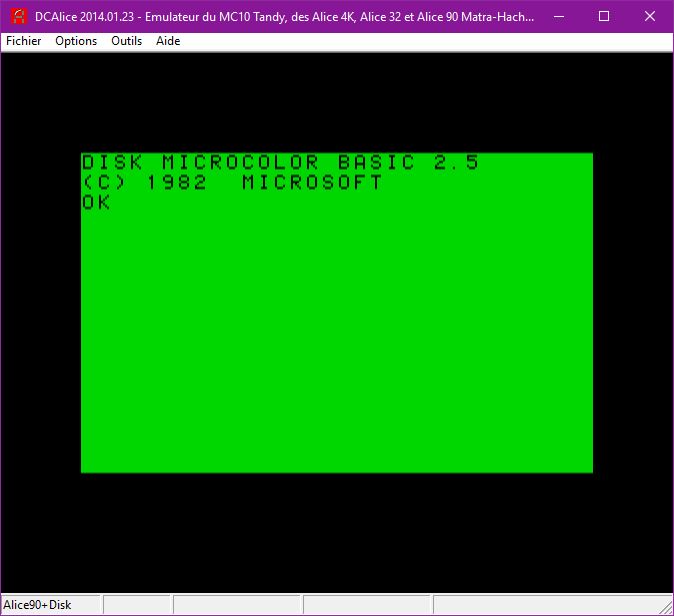 DCAlice 2014.01.23 - Emulateur du MC10 Tandy, des Alice 4K, Alice 32 et Alice 90 Matra-Hach...
Fichier Options Outils Aide
DISK MICROCOLOR BASIC 2.5
(C) 1982  MICROSOFT
OK
Alice90+Disk